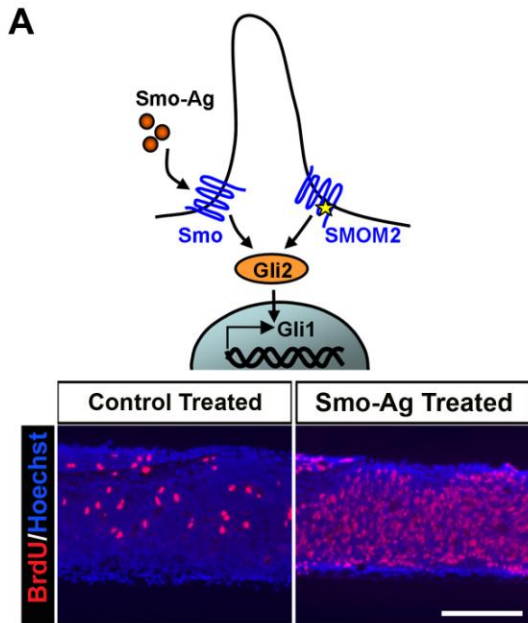 A
Smo-Ag
Smo
SMOM2
Gli2
Gli1
Control Treated
Smo-Ag Treated
BrdU/Hoechst